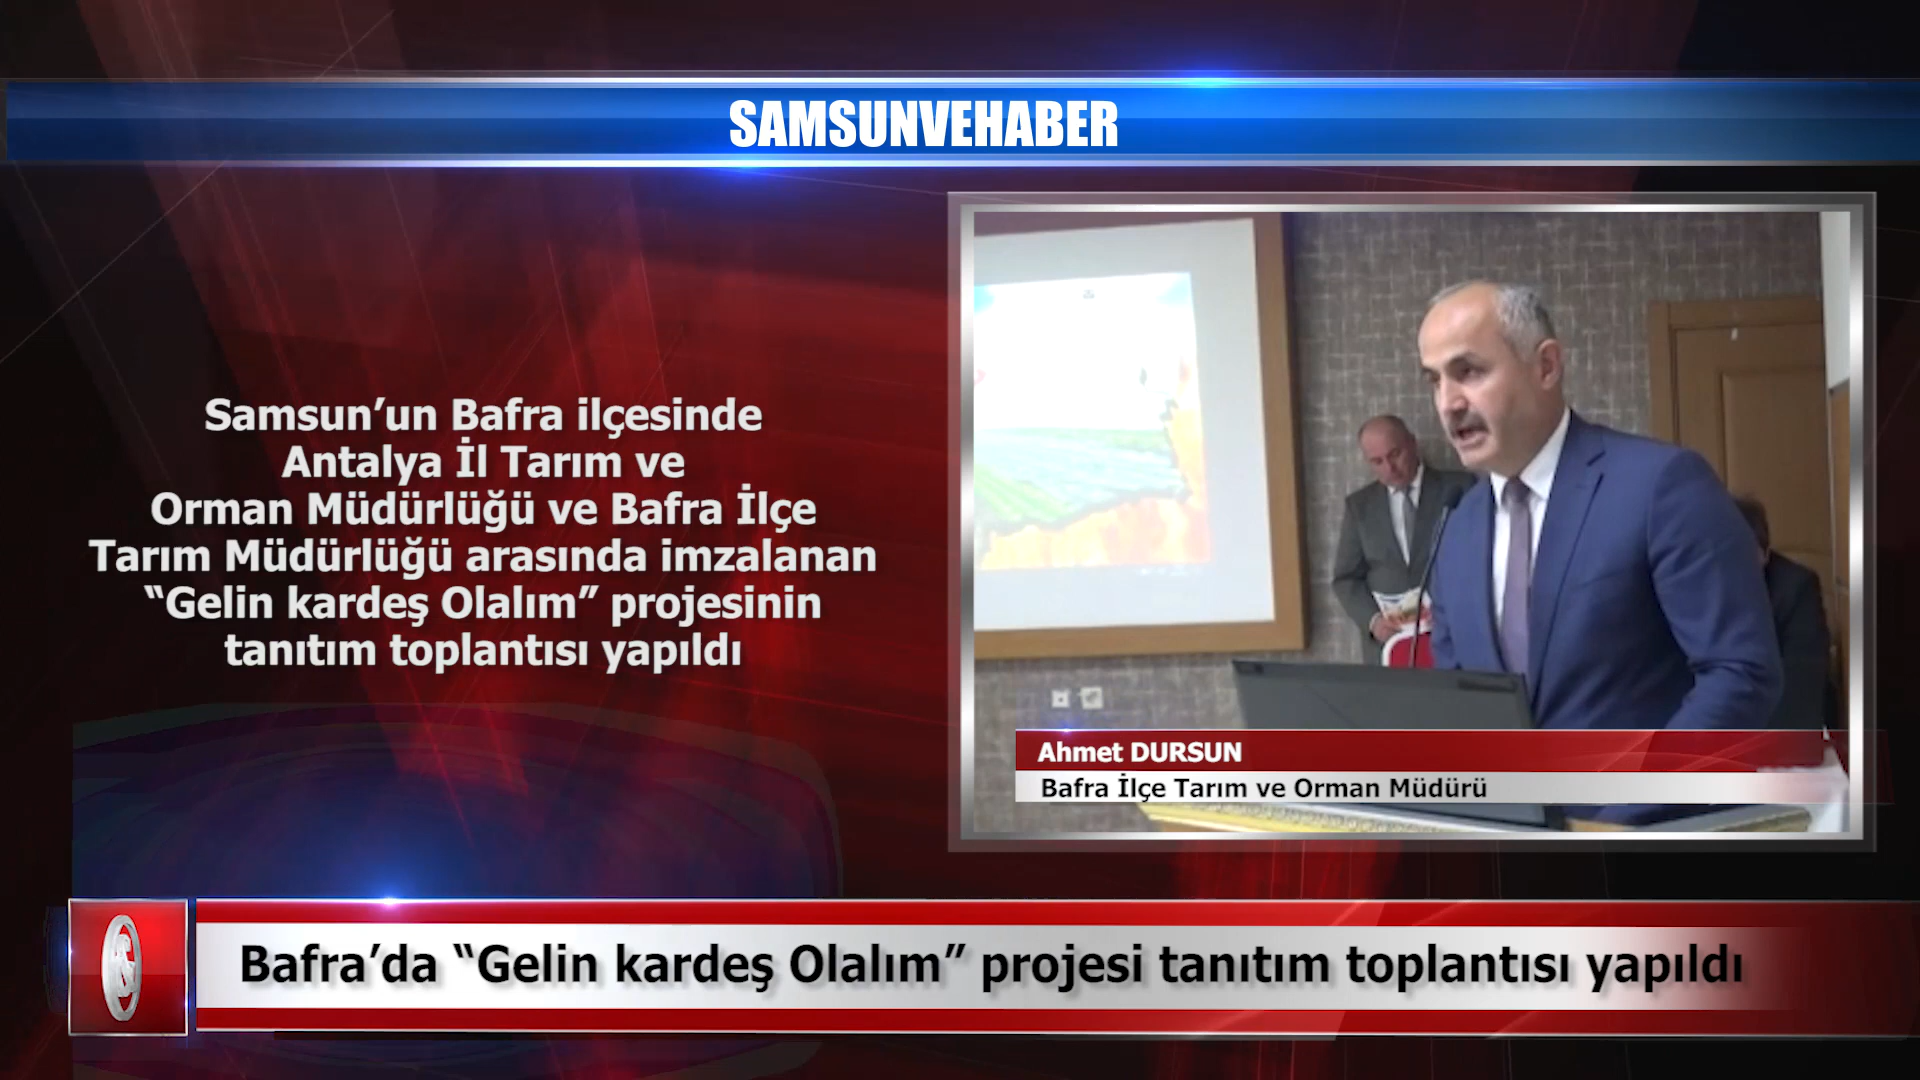 SAMSUNVEHABER
Samsun’un Bafra ilçesinde
Antalya İl Tarım ve
Orman Müdürlüğü ve Bafra İlçe
Tarım Müdürlüğü arasında imzalanan
“Gelin kardeş Olalım” projesinin
tanıtım toplantısı yapıldı
Ahmet DURSUN
Bafra İlçe Tarım ve Orman Müdürü
Bafra’da “Gelin kardeş Olalım” projesi tanıtım toplantısı yapıldı